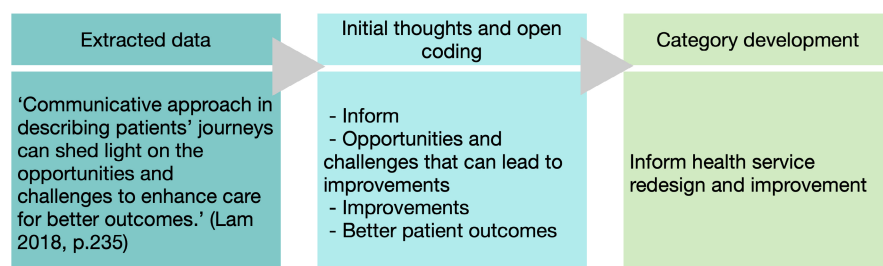 Extracted data
Initial thoughts and open
coding
Category development
‘Communicative approach in
describing patients’ journeys
can shed light on the
opportunities and
challenges to enhance care
for better outcomes.’ (Lam
2018, p.235)
- Inform
- Opportunities and
challenges that can lead to
improvements
- Improvements
- Better patient outcomes
Inform health service
redesign and improvement